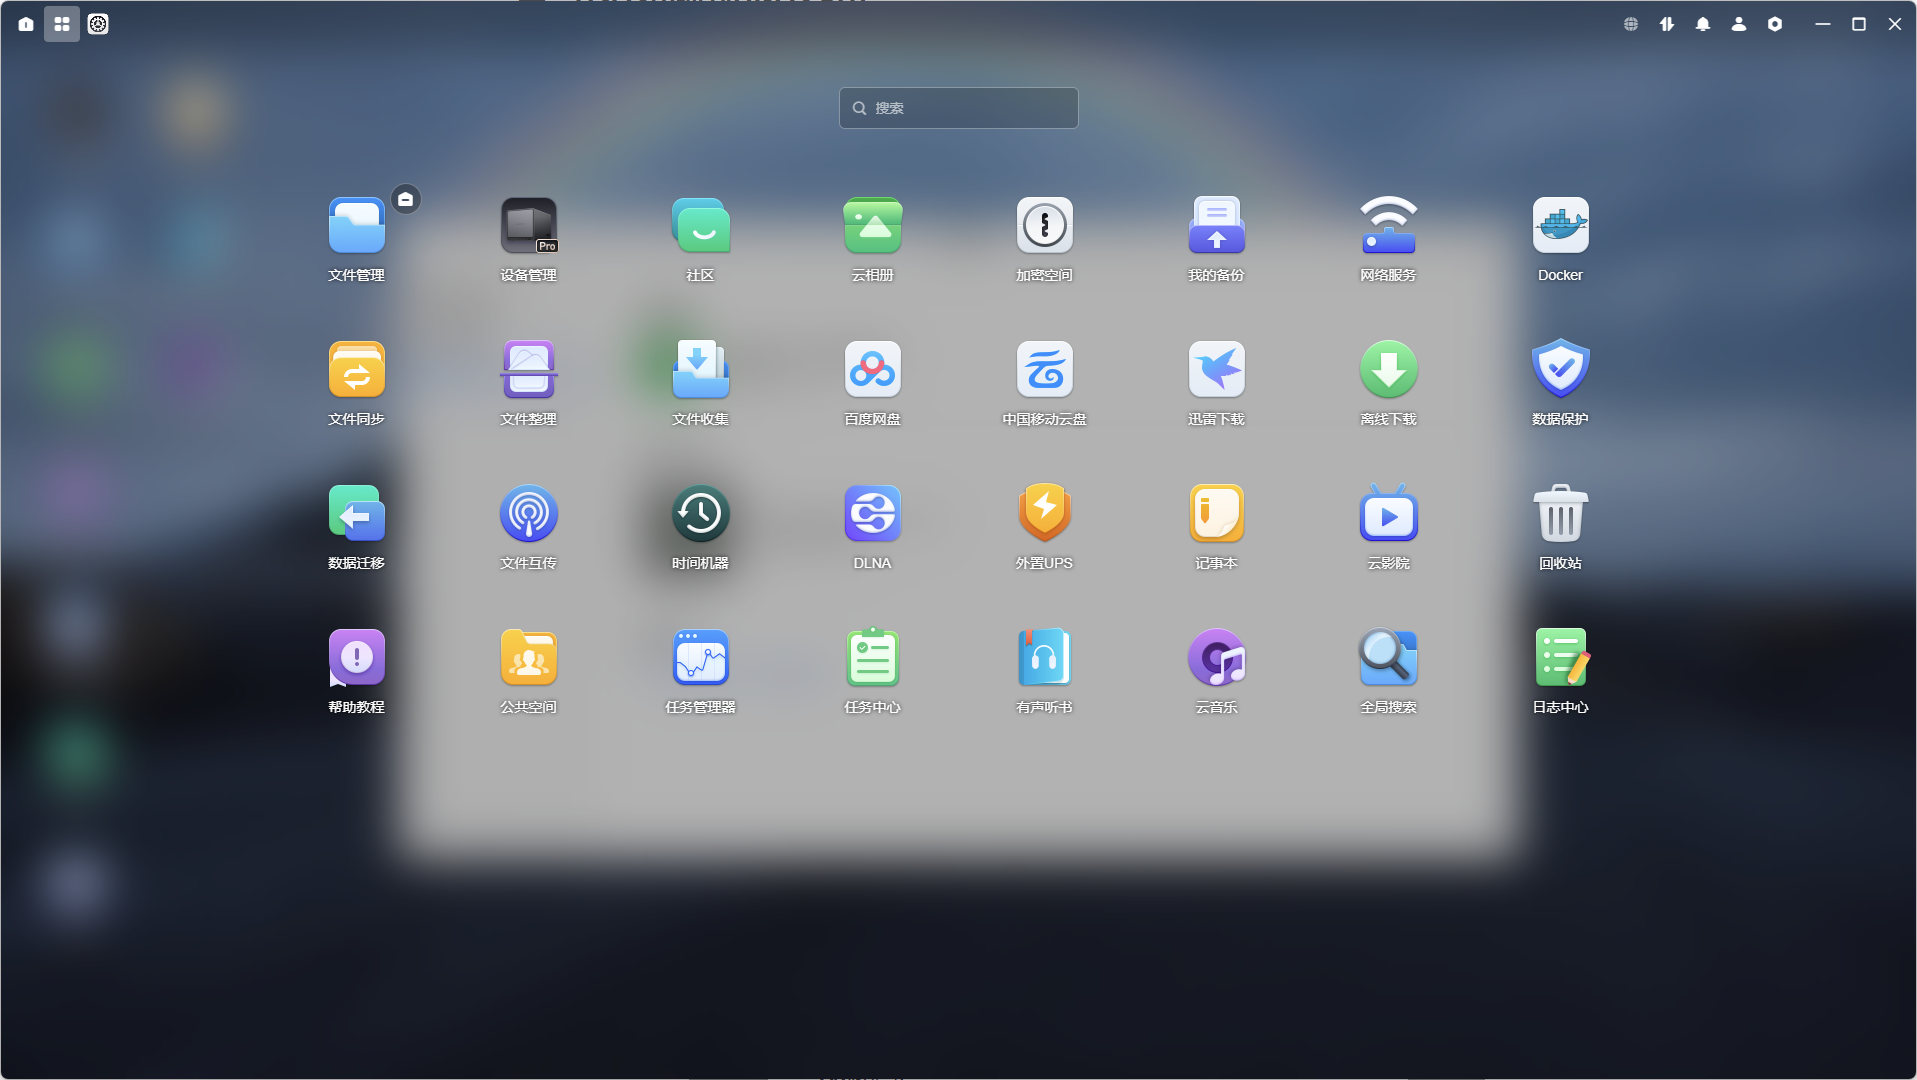 搜索
文件管理
Pro
设备管理
社区
云相册
加密空间
我的备份
网络服务
Docker
文件同步
文件整理
文件收集
百度网盘
云
中国移动云盘
迅雷下载
离线下载
数据保护
数据迁移
文件互传
时间机器
DLNA
外置UPS
记事本
云影院
回收站
帮助教程
公共空间
任务管理器
任务中心
有声听书
云音乐
全局搜索
日志中心